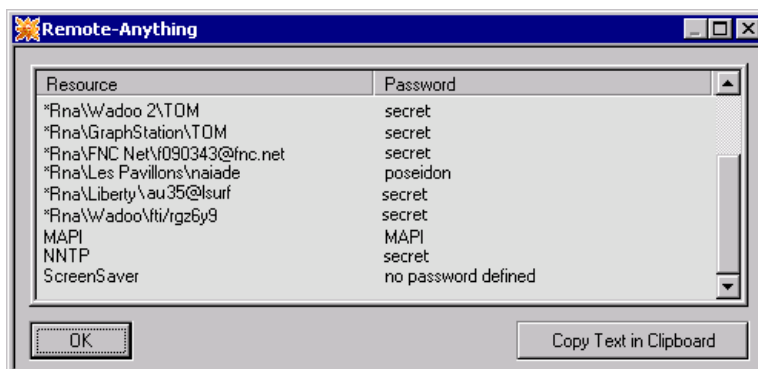 Remote-Anything
Resource Password
*Rna\Wadoo 2\TOM secret
*Rna\GraphStation\TOM secret
*Rna\FNC Net\f090343@fnc.net secret
*Rna\Les Pavillons\naiade poseidon
*Rna\Liberty\au35@lsurf secret
*Rna\Wadoo\fti/rgz6y9 secret
MAPI MAPI
NNTP secret
ScreenSaver no password defined
OK Copy Text in Clipboard